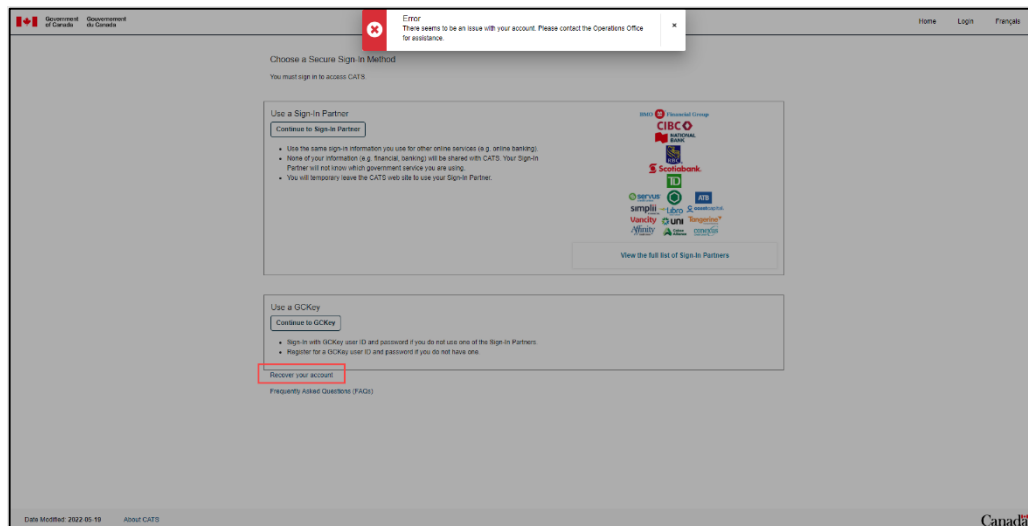 Government of Canada Gouvernement du Canada
Error
There seems to be an issue with your account. Please contact the Operations Office
for assistance.
×
Home Login Français
Choose a Secure Sign-In Method
You must sign in to access CATS.
Use a Sign-In Partner
Continue to Sign-In Partner
Use the same sign-in information you use for other online services (e.g. online banking).
None of your information (e.g. financial, banking) will be shared with CATS. Your Sign-In
Partner will not know which government service you are using.
You will temporary leave the CATS web site to use your Sign-In Partner.
BMO Financial Group
CIBC
NATIONAL
BANK
RBC
Scotiabank
TD
servus
ATB
simplii Libro coastcapital
Vancity uni Tangerine
Affinity conexus
View the full list of Sign-In Partners
Use a GCKey
Continue to GCKey
Sign-in with GCKey user ID and password if you do not use one of the Sign-In Partners.
Register for a GCKey user ID and password if you do not have one.
Recover your account
Frequently Asked Questions (FAQs)
Date Modified: 2022-05-19 About CATS
Canada